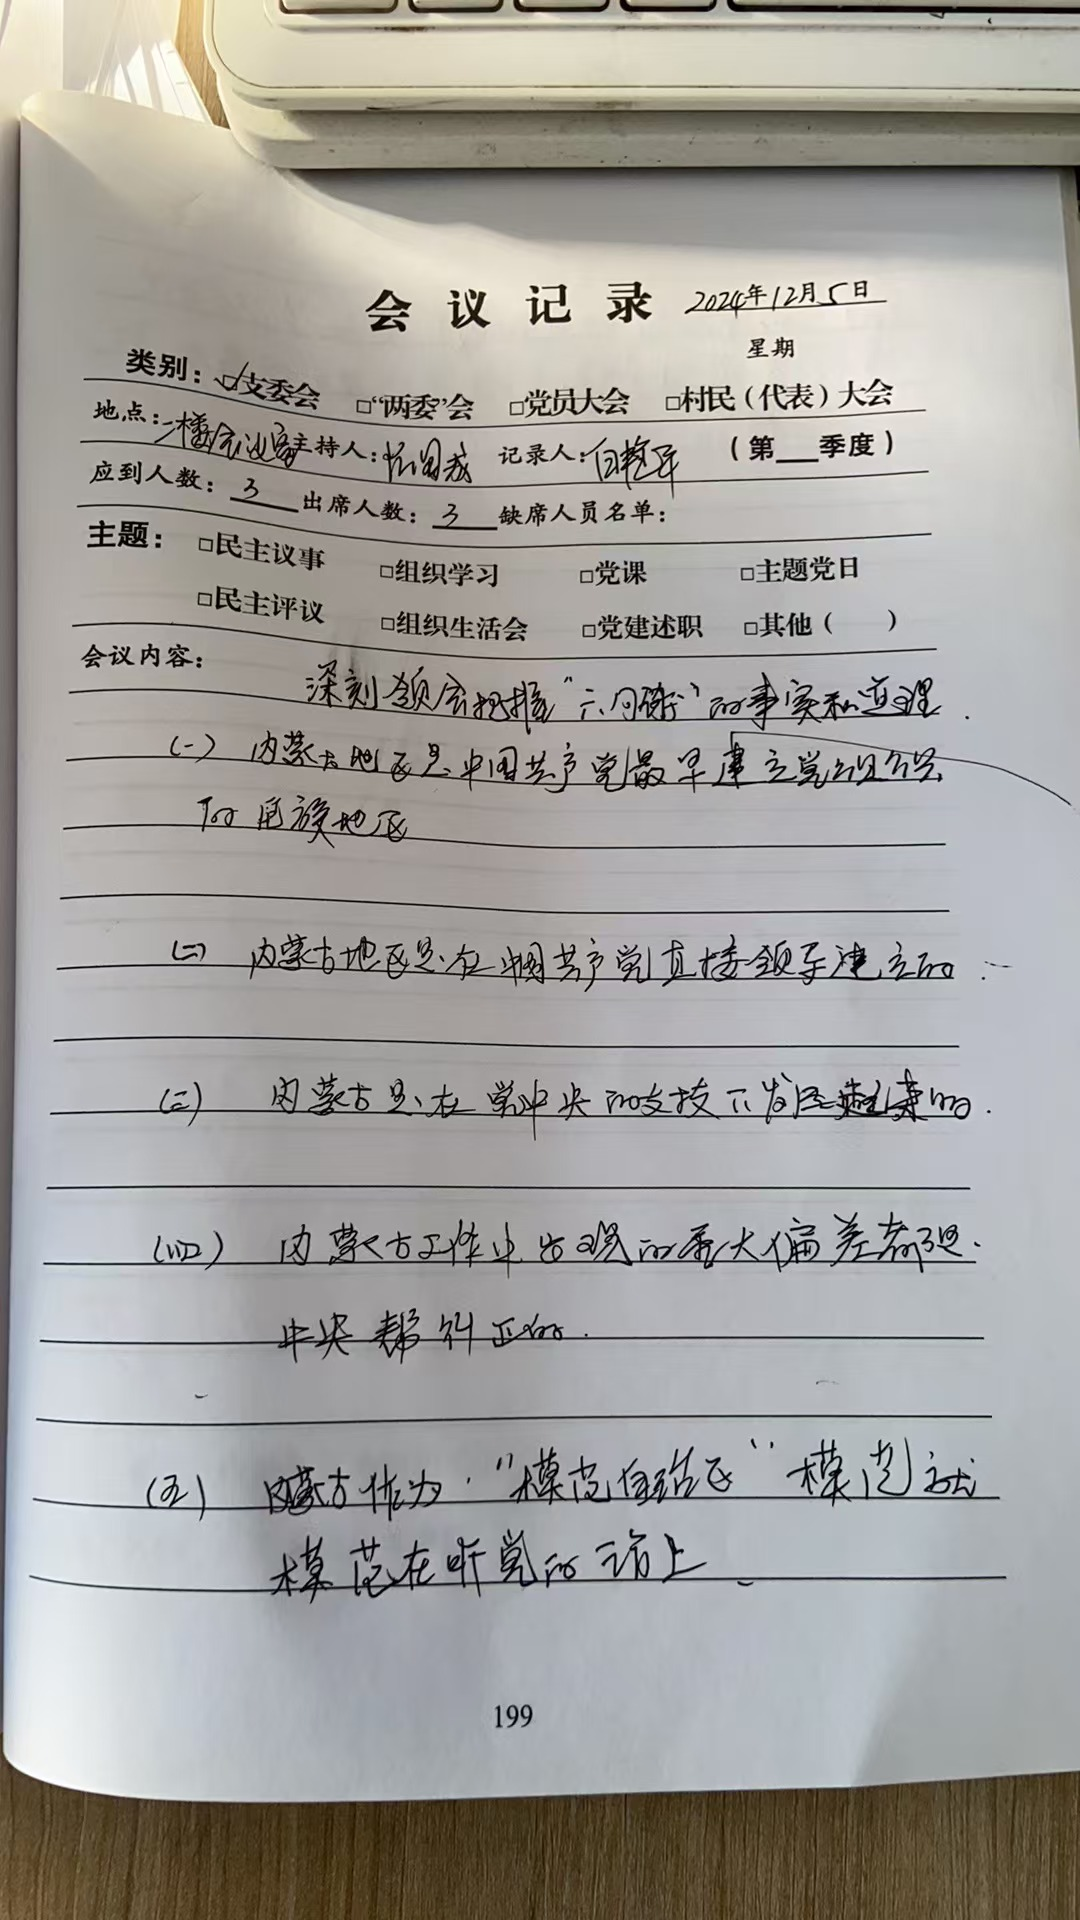 会议记录 2024年12月5日
星期
类别：☑支委会 □“两委”会 □党员大会 □村民（代表）大会
地点：二楼会议室 主持人： 记录人：白艳军 （第___季度）
应到人数：3 出席人数：3 缺席人员名单：
主题：□民主议事 □组织学习 □党课 □主题党日
□民主评议 □组织生活会 □党建述职 □其他（ ）
会议内容：
深刻领会把握“六问”的事实和道理.
(一) 内蒙古地区是中国共产党最早建立党组织
的民族地区
(二) 内蒙古地区是在中国共产党直接领导建立的
(三) 内蒙古是在党中央的支持下发展起来的.
(四) 内蒙古工作中出现的重大偏差都是.
中央帮纠正的.
(五) 内蒙古作为“模范自治区”模范就
模范在听党的话上
199